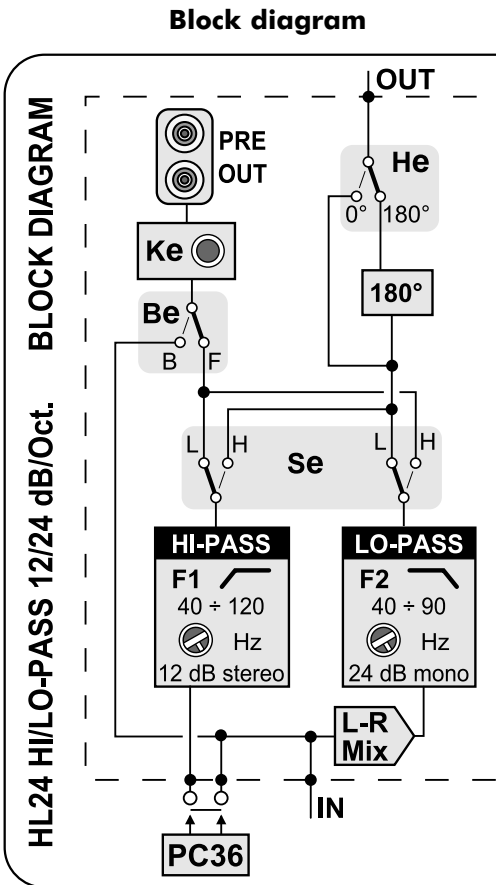 Block diagram
HL24 HI/LO-PASS 12/24 dB/Oct. BLOCK DIAGRAM
OUT
PRE
OUT
He
0° 180°
Ke
180°
Be
B F
L H
Se
L H
HI-PASS
F1
40 ÷ 120
Hz
12 dB stereo
LO-PASS
F2
40 ÷ 90
Hz
24 dB mono
L-R
Mix
IN
PC36